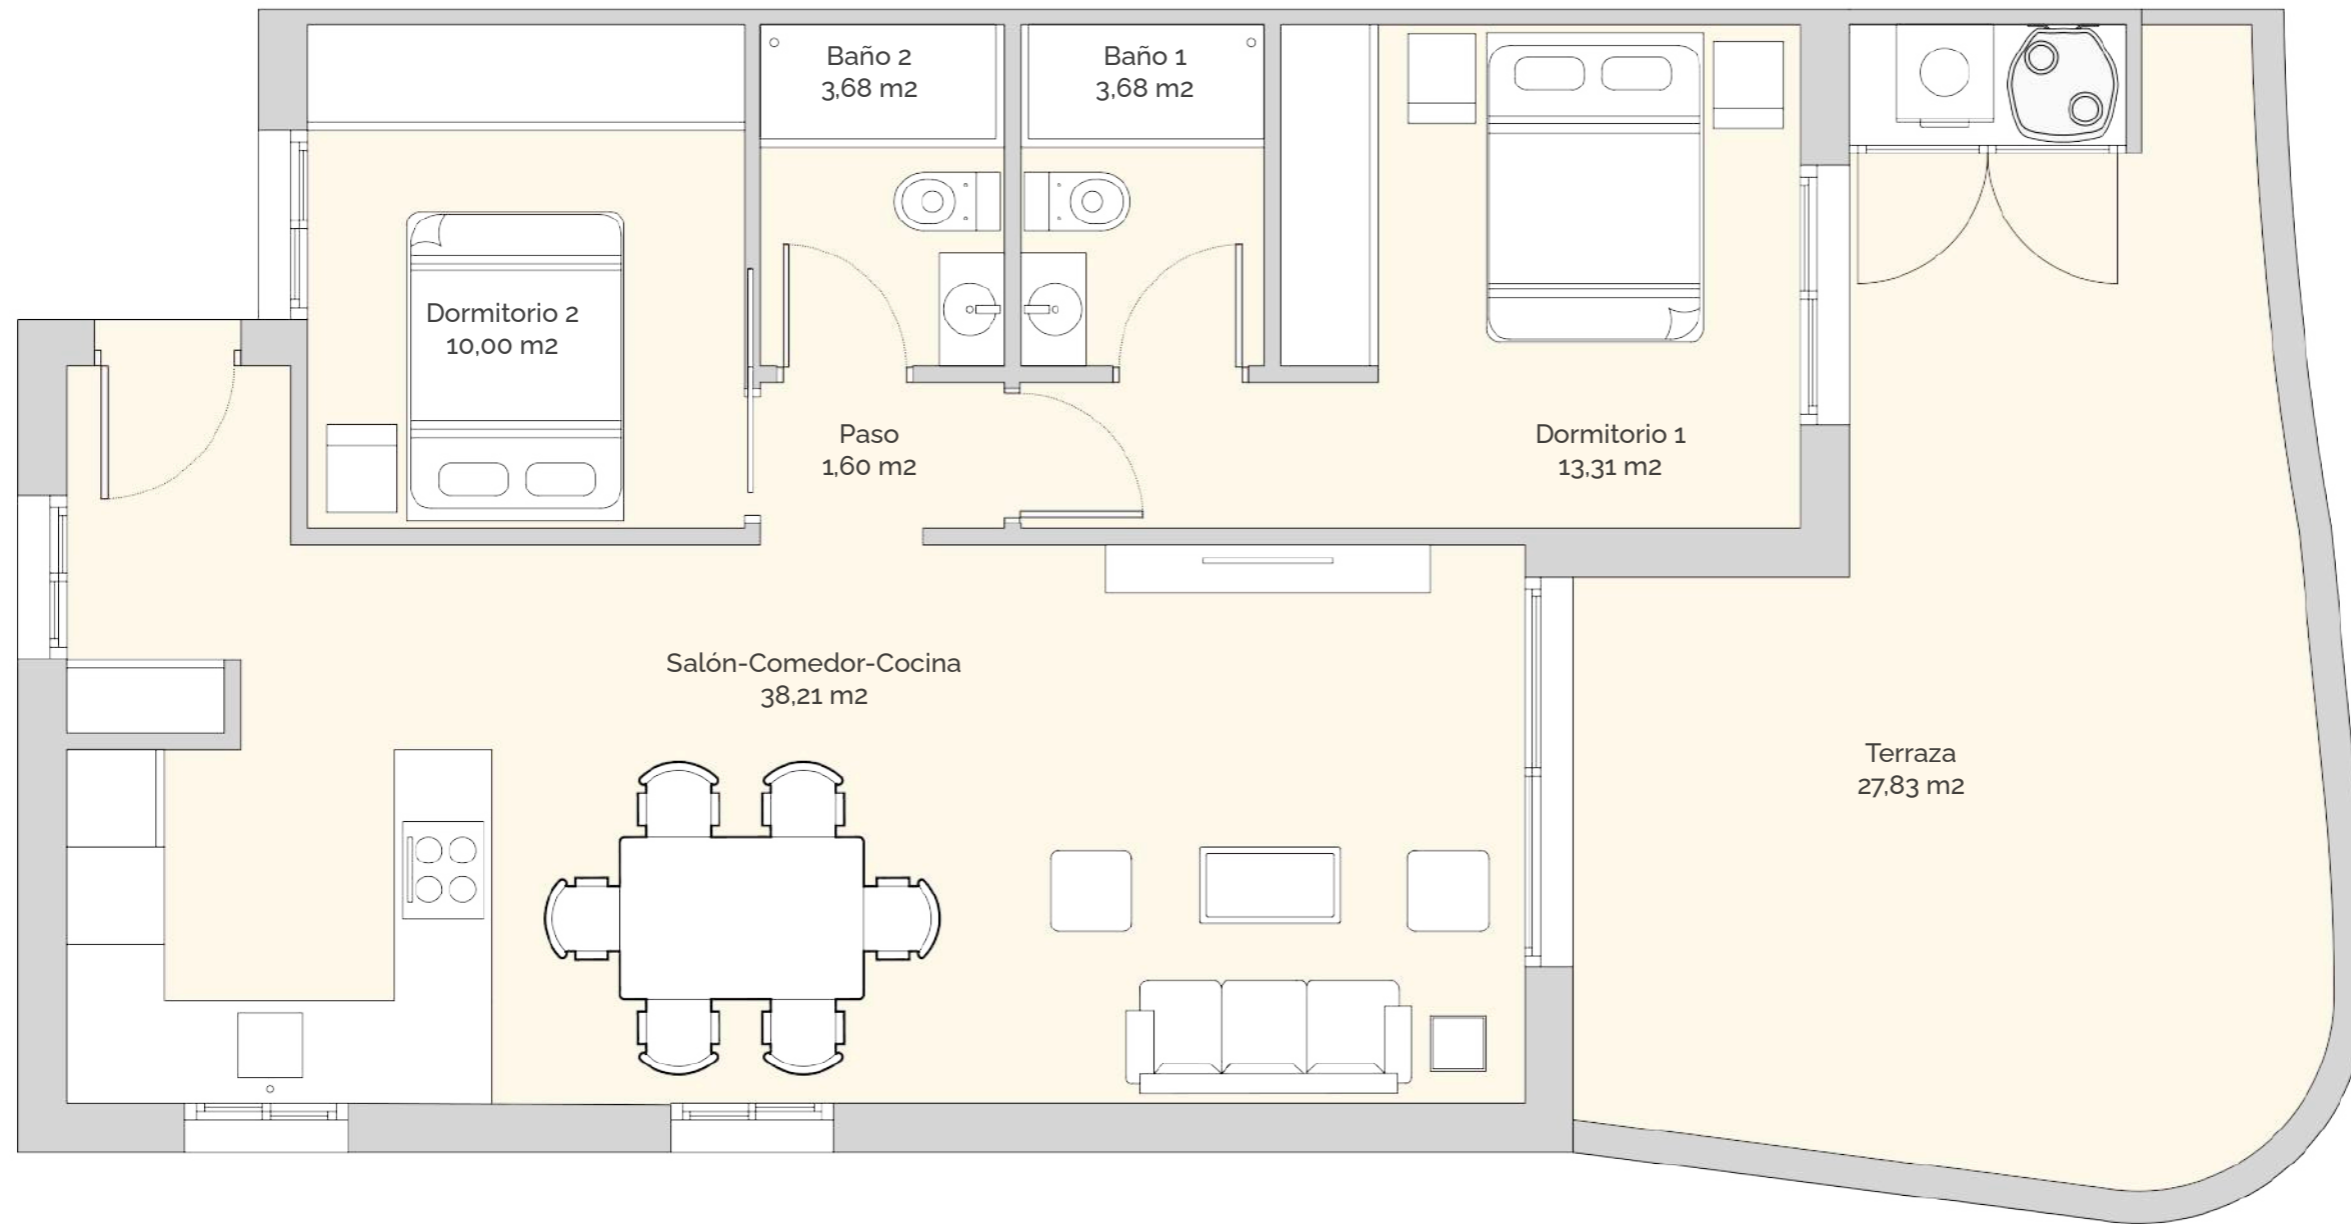 Baño 2
3,68 m2
Baño 1
3,68 m2
Dormitorio 2
10,00 m2
Paso
1,60 m2
Dormitorio 1
13,31 m2
Salón-Comedor-Cocina
38,21 m2
Terraza
27,83 m2